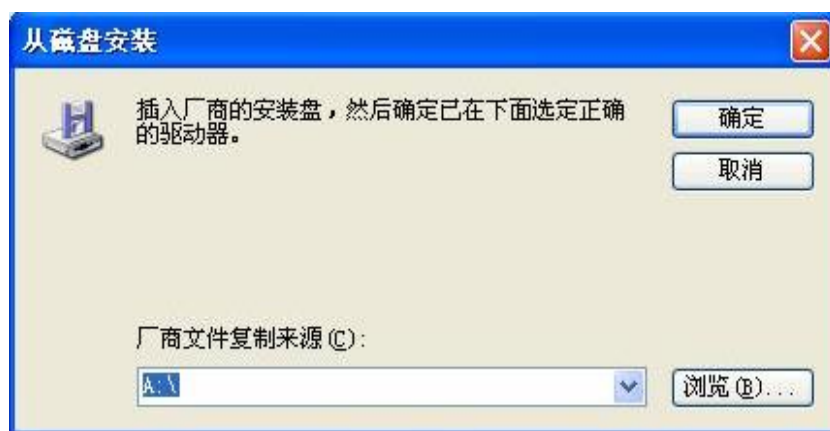 从磁盘安装
插入厂商的安装盘，然后确定已在下面选定正确
的驱动器。
确定
取消
厂商文件复制来源(C):
A:\
浏览(B)...